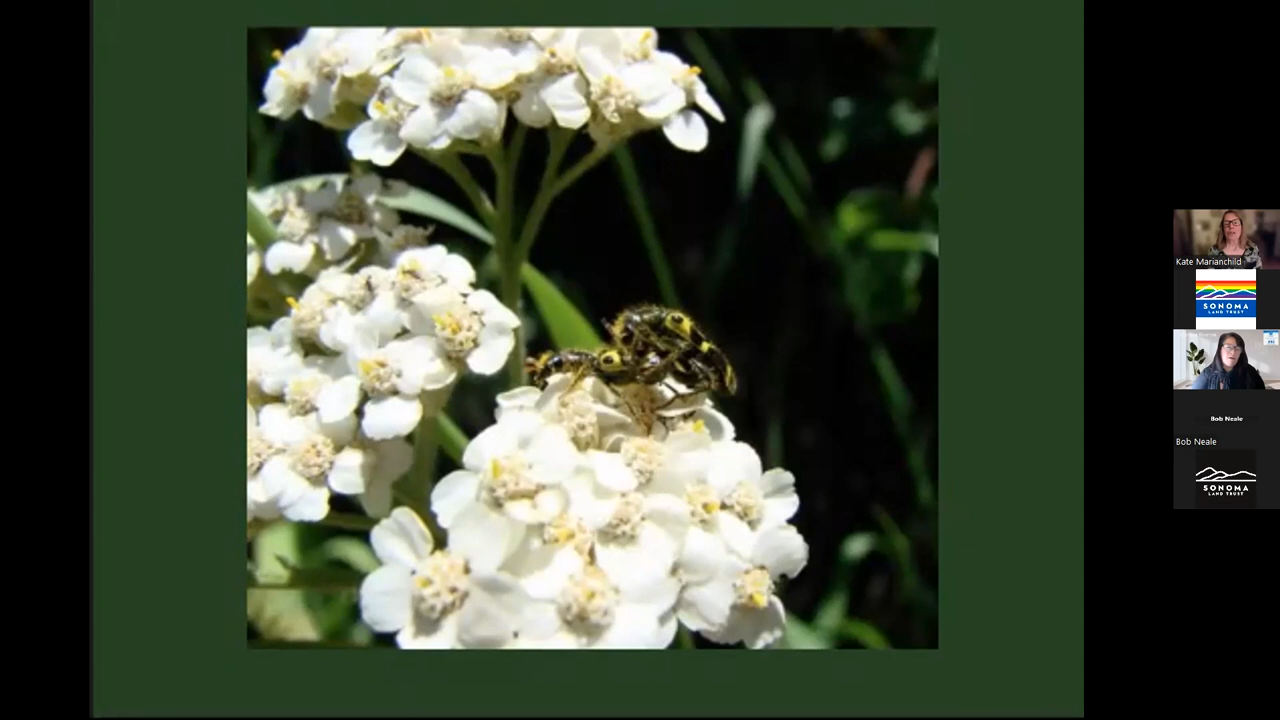 Kate Marianchild
SONOMA
LAND TRUST
Bob Neale
Bob Neale
SONOMA
LAND TRUST